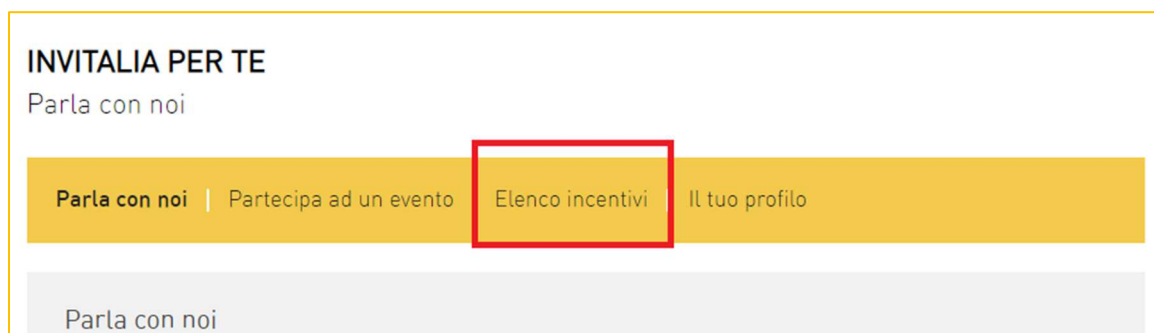 INVITALIA PER TE
Parla con noi
Parla con noi | Partecipa ad un evento Elenco incentivi | Il tuo profilo
Parla con noi